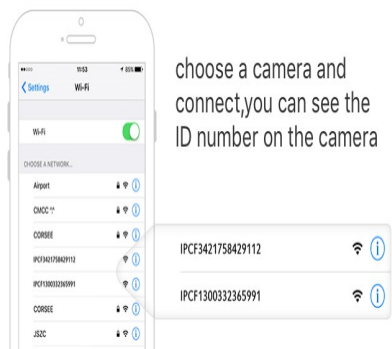 11:53
85%
Settings
Wi-Fi
Wi-Fi
CHOOSE A NETWORK...
Airport
CMCC
CORSEE
IPCF3421758429112
IPCF1300332365991
CORSEE
JSZC
choose a camera and
connect,you can see the
ID number on the camera
IPCF3421758429112
IPCF1300332365991